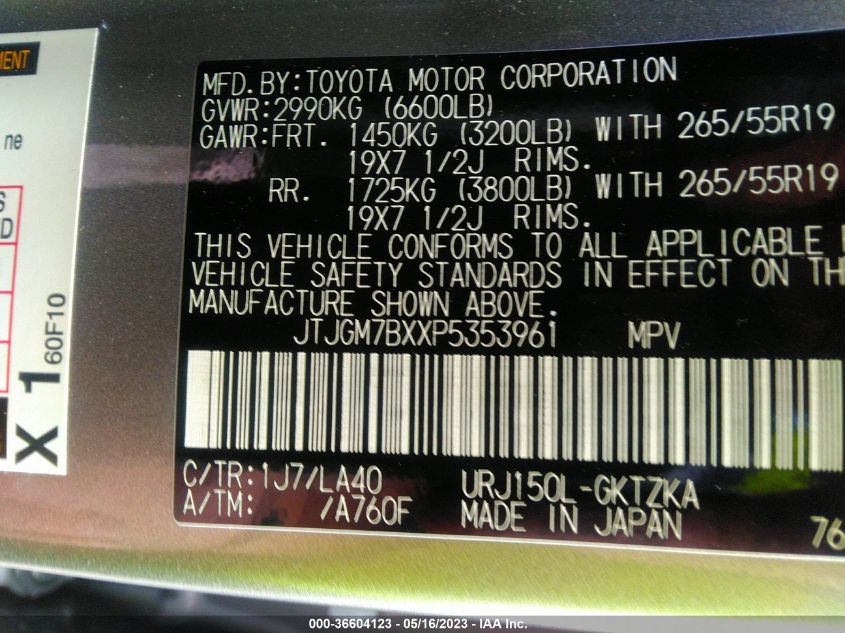 MENT
ne
S
D
X 1 60F10
MFD.BY:TOYOTA MOTOR CORPORATION
GVWR:2990KG (6600LB)
GAWR:FRT. 1450KG (3200LB) WITH 265/55R19
19X7 1/2J RIMS.
RR. 1725KG (3800LB) WITH 265/55R19
19X7 1/2J RIMS.
THIS VEHICLE CONFORMS TO ALL APPLICABLE
VEHICLE SAFETY STANDARDS IN EFFECT ON TH
MANUFACTURE SHOWN ABOVE.
JTJGM7BXXP5353961 MPV
C/TR:1J7/LA40 URJ150L-GKTZKA
A/TM: /A760F MADE IN JAPAN 76
000-36604123 - 05/16/2023 - IAA Inc.